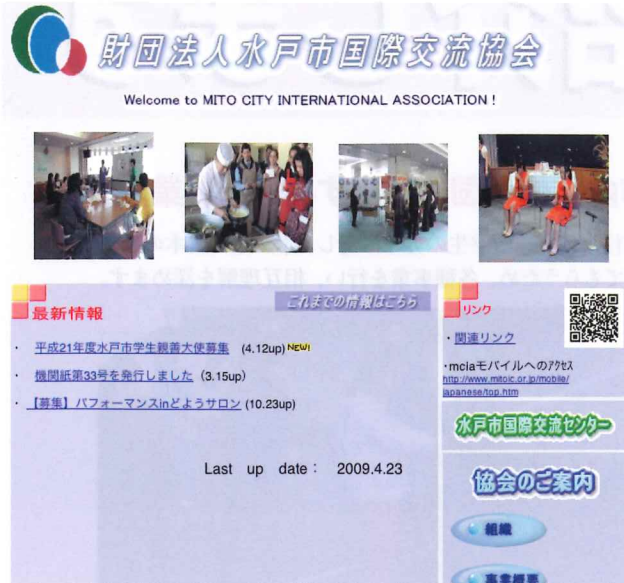 財団法人水戸市国際交流協会
Welcome to MITO CITY INTERNATIONAL ASSOCIATION !
最新情報
これまでの情報はこちら
・ 平成21年度水戸市学生親善大使募集 (4.12up) NEW!
・ 機関紙第33号を発行しました (3.15up)
・ 【募集】パフォーマンスinどようサロン (10.23up)
Last up date： 2009.4.23
リンク
・関連リンク
・mciaモバイルへのアクセス
http://www.mitoic.or.jp/mobile/
japanese/top.htm
水戸市国際交流センター
協会のご案内
組織
事業概要